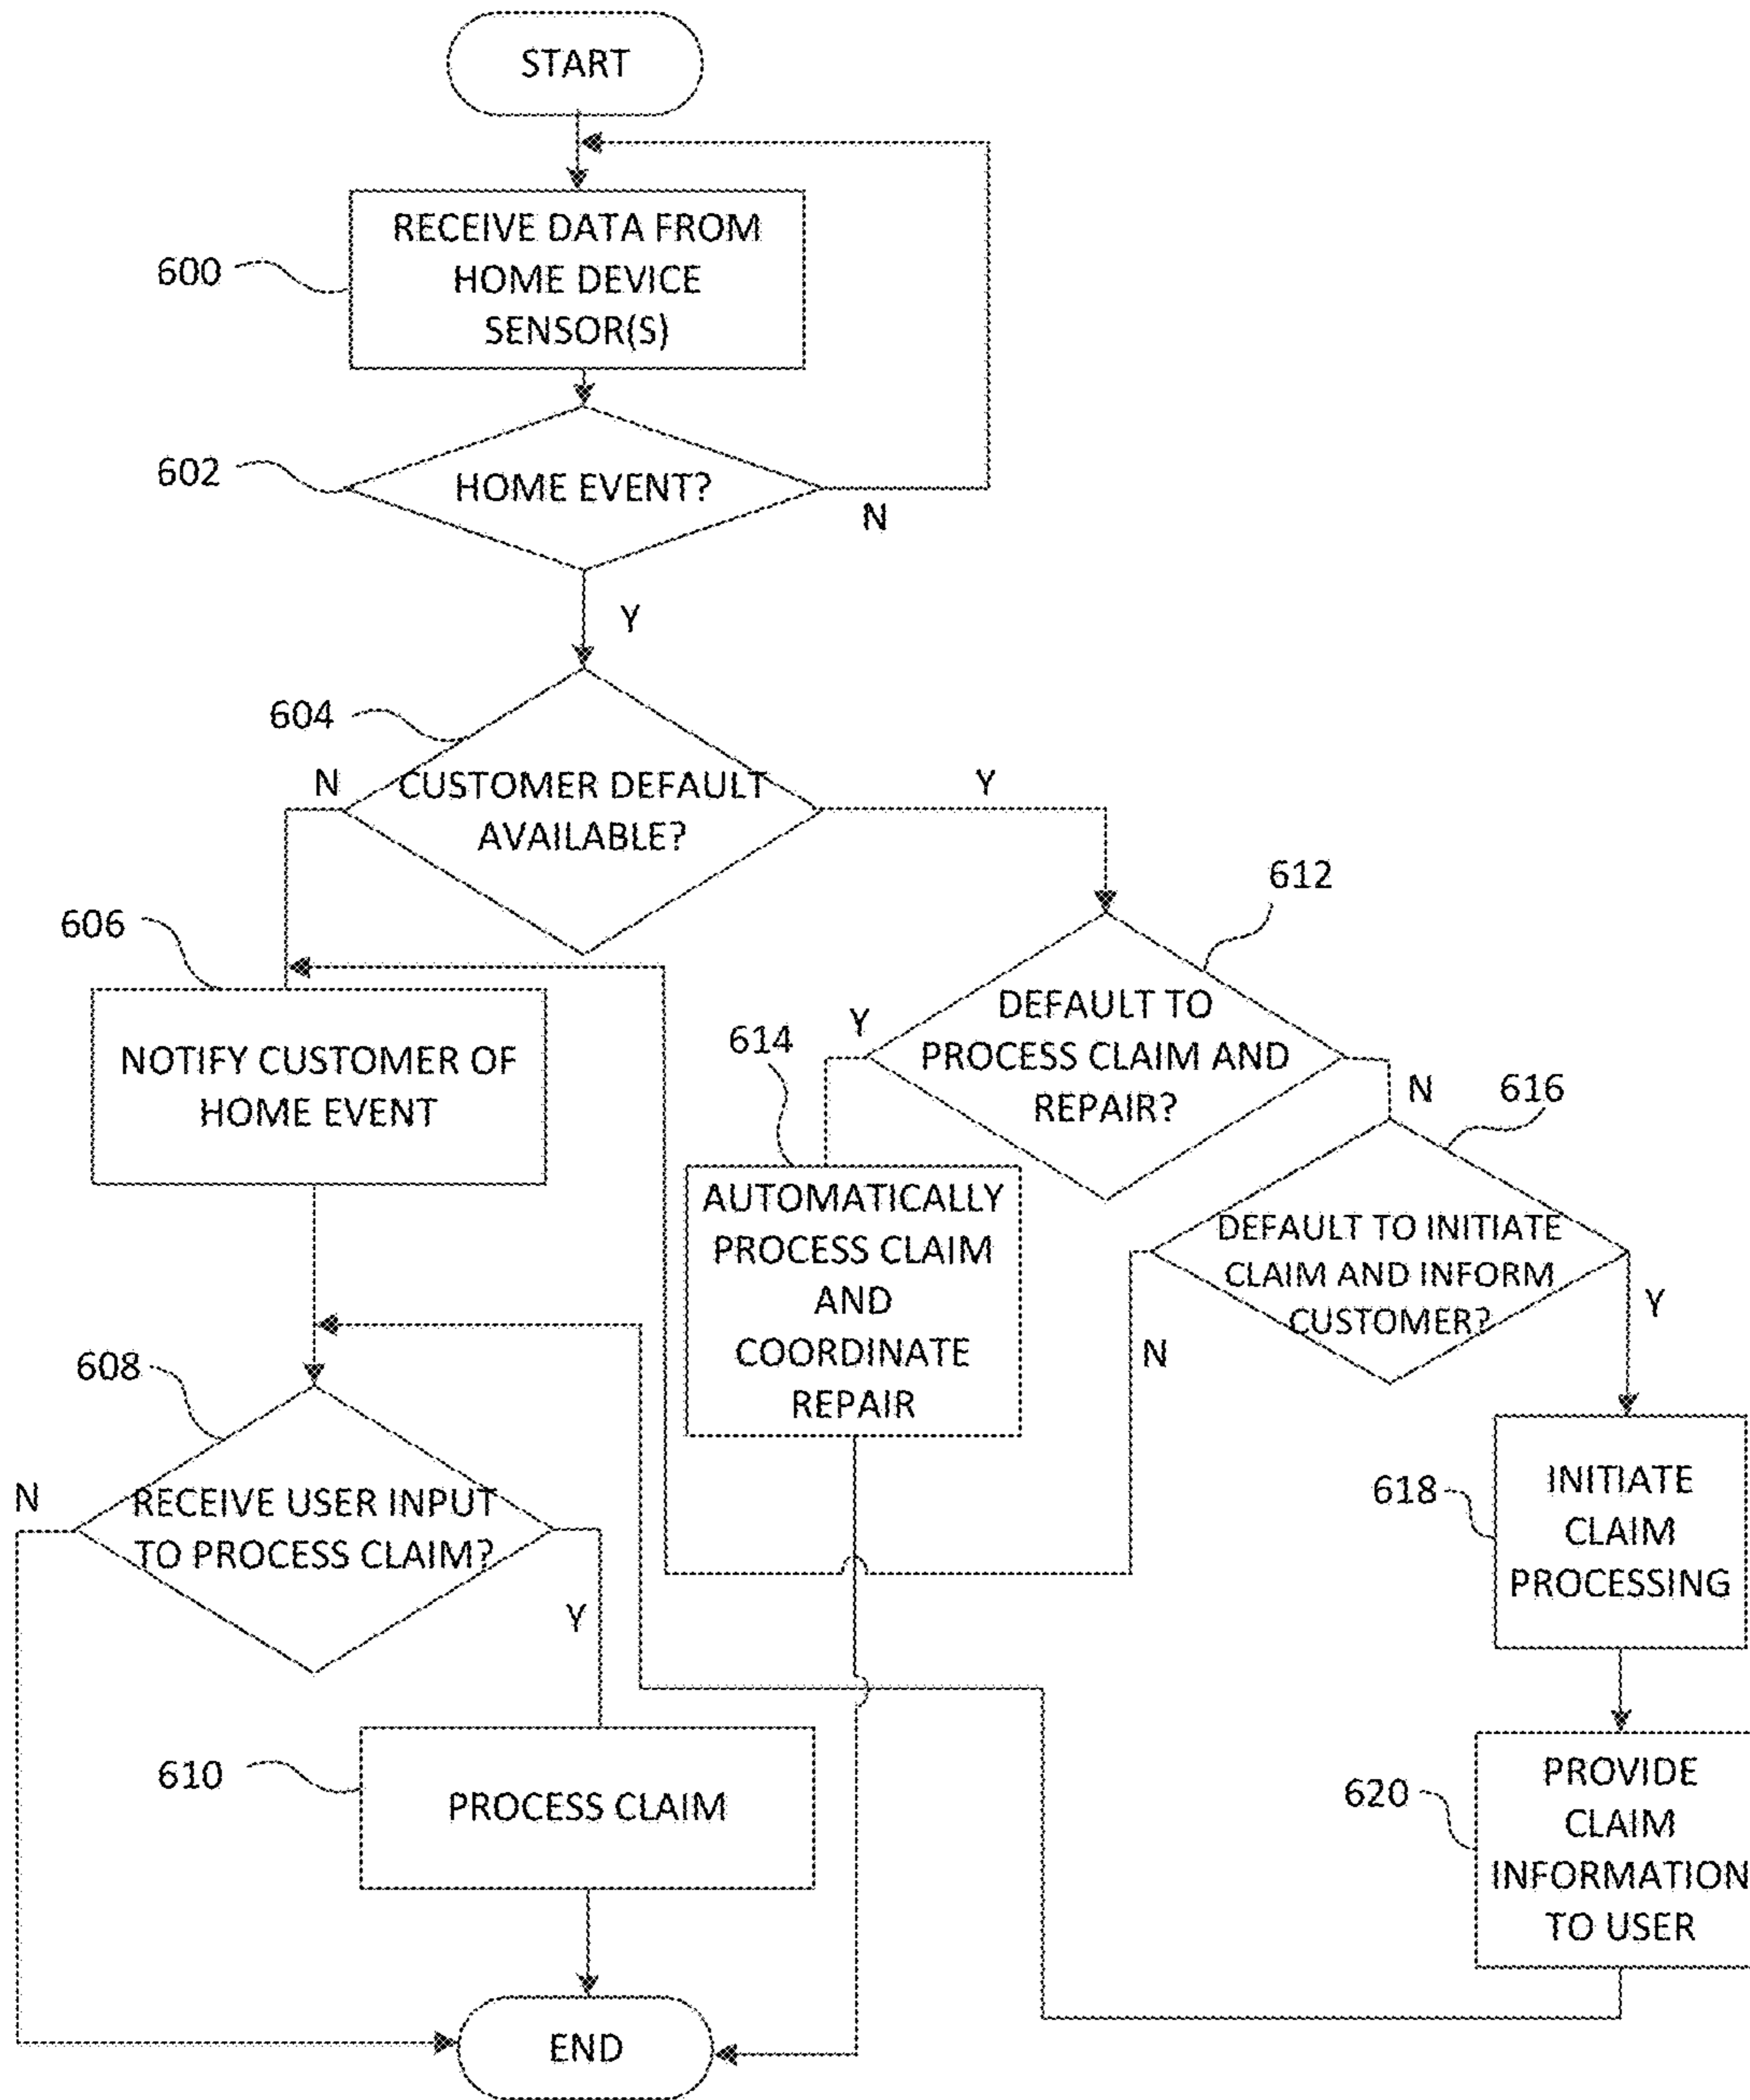 START
RECEIVE DATA FROM
HOME DEVICE
SENSOR(S)
600
602
HOME EVENT?
N
Y
604
N
CUSTOMER DEFAULT
AVAILABLE?
Y
606
NOTIFY CUSTOMER OF
HOME EVENT
612
DEFAULT TO
PROCESS CLAIM AND
REPAIR?
Y
N
614
AUTOMATICALLY
PROCESS CLAIM
AND
COORDINATE
REPAIR
616
DEFAULT TO INITIATE
CLAIM AND INFORM
CUSTOMER?
N
Y
608
N
RECEIVE USER INPUT
TO PROCESS CLAIM?
Y
618
INITIATE
CLAIM
PROCESSING
610
PROCESS CLAIM
620
PROVIDE
CLAIM
INFORMATION
TO USER
END